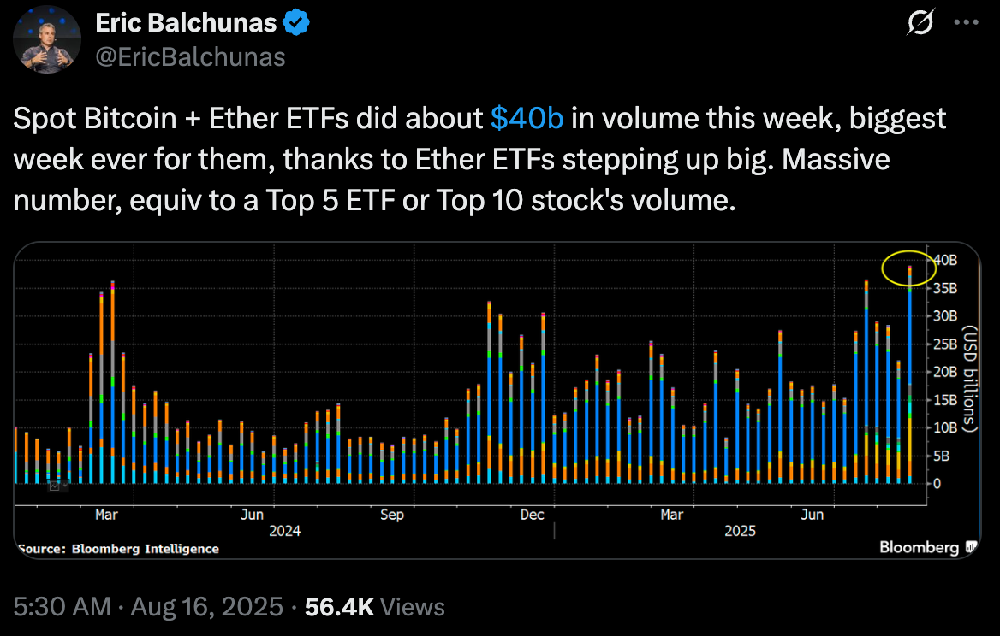 Eric Balchunas
@EricBalchunas
Spot Bitcoin + Ether ETFs did about $40b in volume this week, biggest
week ever for them, thanks to Ether ETFs stepping up big. Massive
number, equiv to a Top 5 ETF or Top 10 stock's volume.
40B
35B
30B
25B
20B
15B
10B
5B
0
(USD billions)
Mar Jun Sep Dec Mar Jun
2024 2025
Source: Bloomberg Intelligence
Bloomberg
5:30 AM · Aug 16, 2025 · 56.4K Views